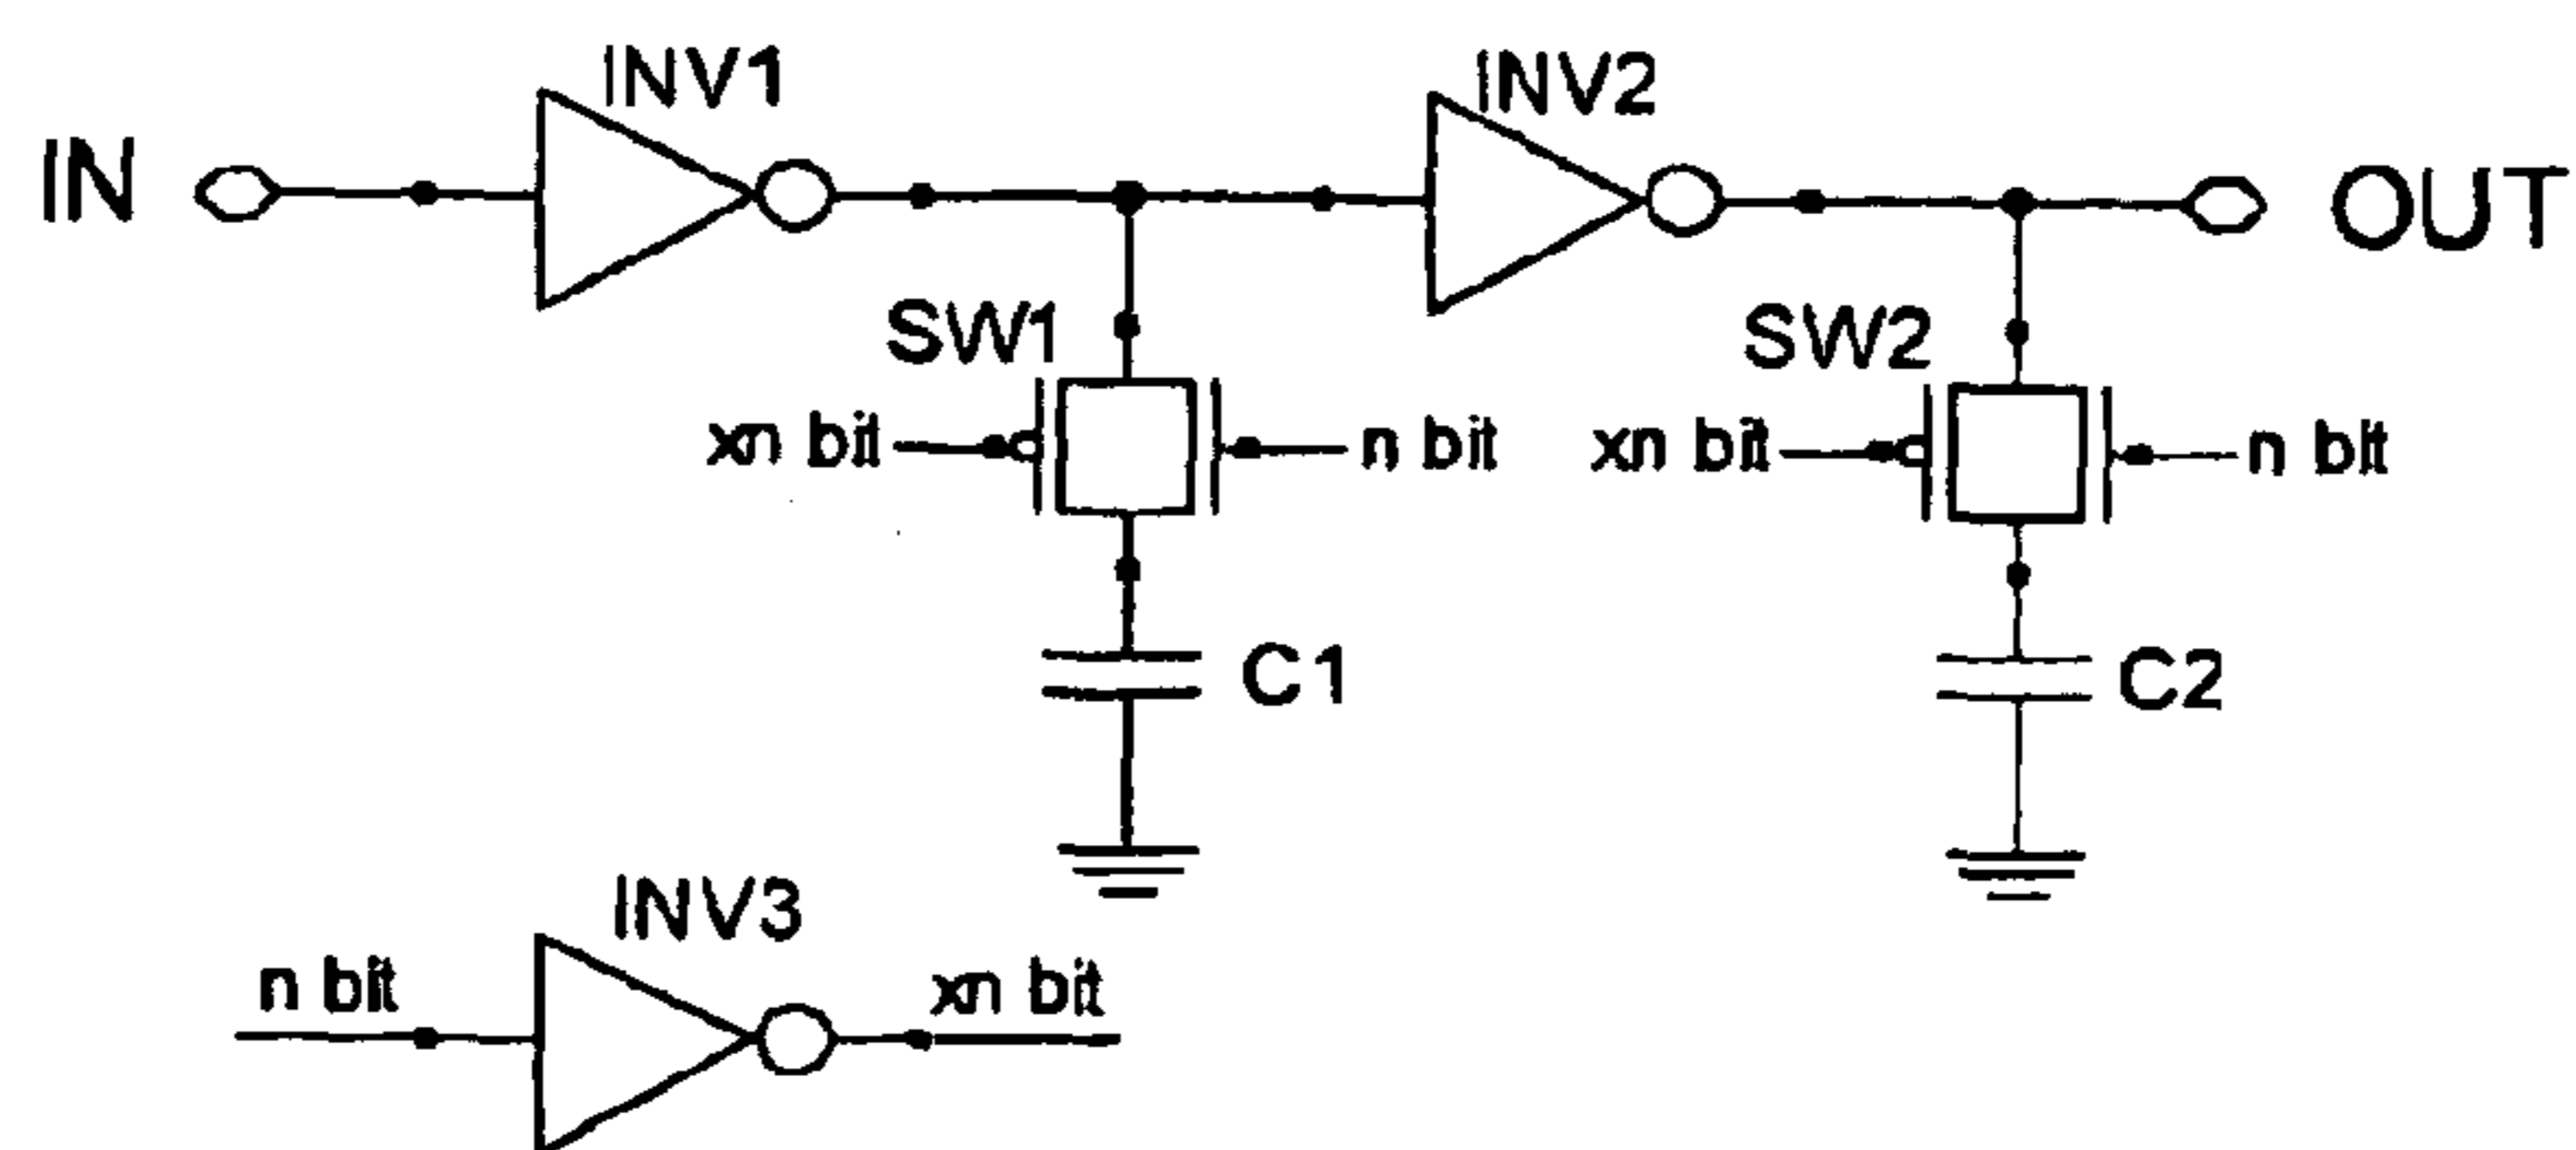 INV1
INV2
IN
OUT
SW1
SW2
xn bit
n bit
xn bit
n bit
C1
C2
INV3
n bit
xn bit